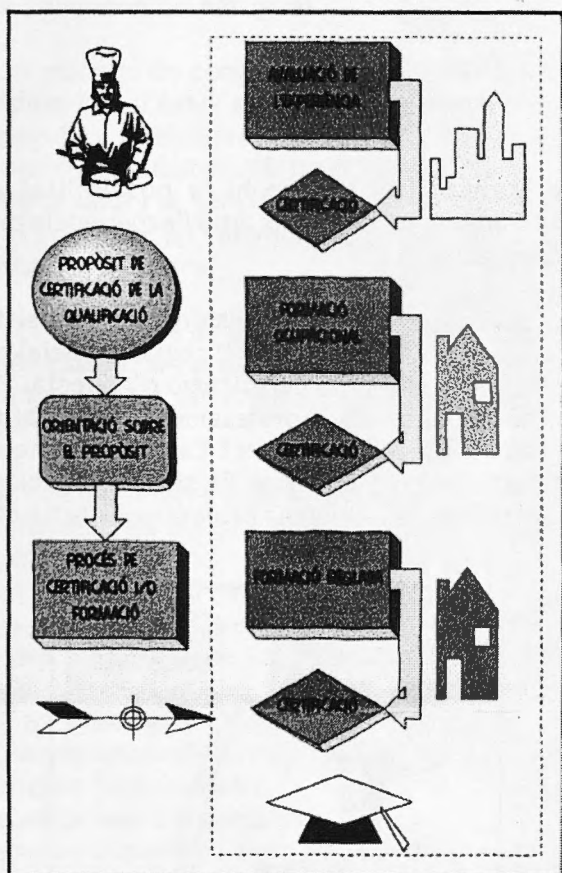 PROPÒSIT DE
CERTIFICACIÓ DE LA
QUALIFICACIÓ
ORIENTACIÓ SOBRE
EL PROPÒSIT
PROCÉS DE
CERTIFICACIÓ I/O
FORMACIÓ
AVALUACIÓ DE
L'EXPERIÈNCIA
CERTIFICACIÓ
FORMACIÓ
OCUPACIONAL
CERTIFICACIÓ
FORMACIÓ REGLADA
CERTIFICACIÓ